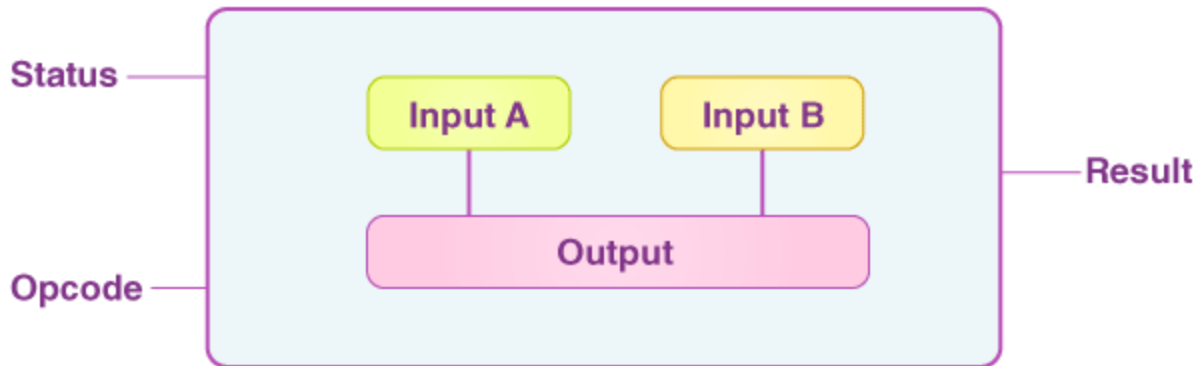 Status
Input A
Input B
Result
Output
Opcode